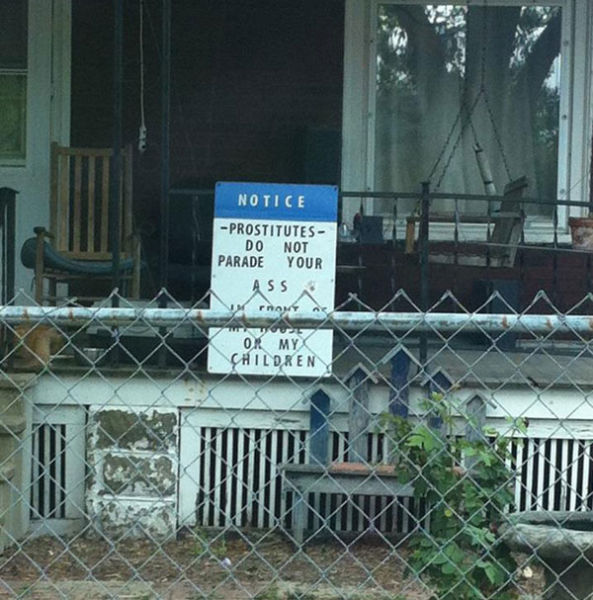 NOTICE
-PROSTITUTES-
DO NOT
PARADE YOUR
ASS
IN FRONT OF
MY HOUSE
OR MY
CHILDREN